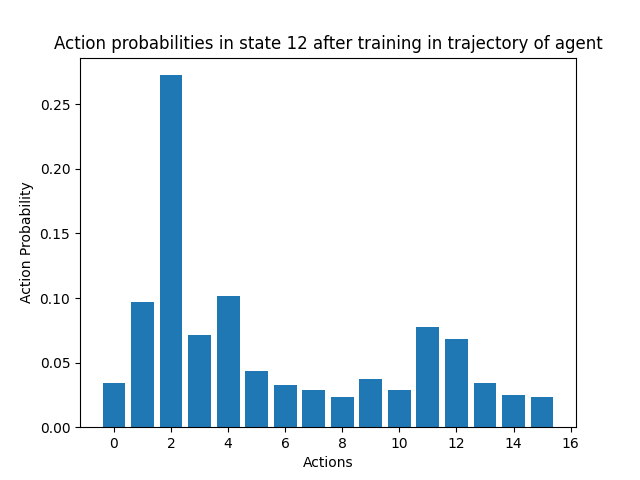 Action probabilities in state 12 after training in trajectory of agent
0.25
0.20
0.15
0.10
0.05
0.00
Action Probability
0 2 4 6 8 10 12 14 16
Actions